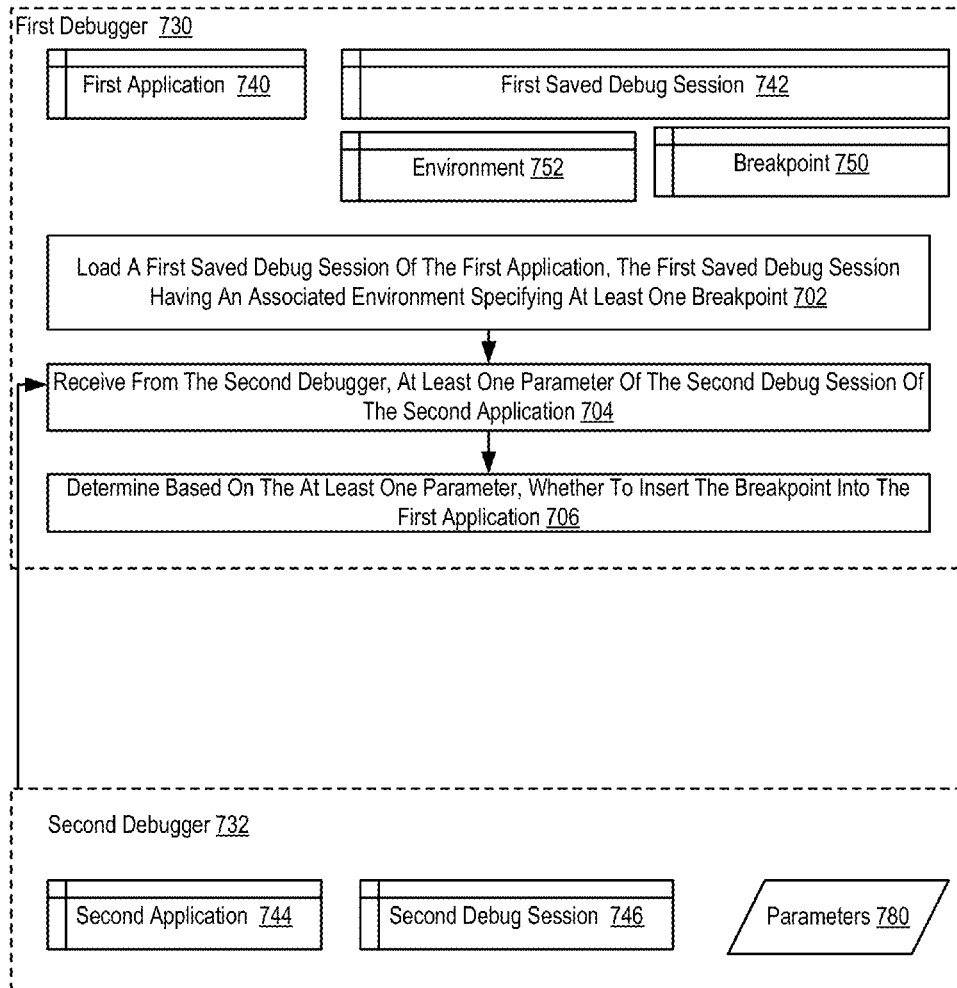 First Debugger 730
First Application 740
First Saved Debug Session 742
Environment 752
Breakpoint 750
Load A First Saved Debug Session Of The First Application, The First Saved Debug Session
Having An Associated Environment Specifying At Least One Breakpoint 702
Receive From The Second Debugger, At Least One Parameter Of The Second Debug Session Of
The Second Application 704
Determine Based On The At Least One Parameter, Whether To Insert The Breakpoint Into The
First Application 706
Second Debugger 732
Second Application 744
Second Debug Session 746
Parameters 780